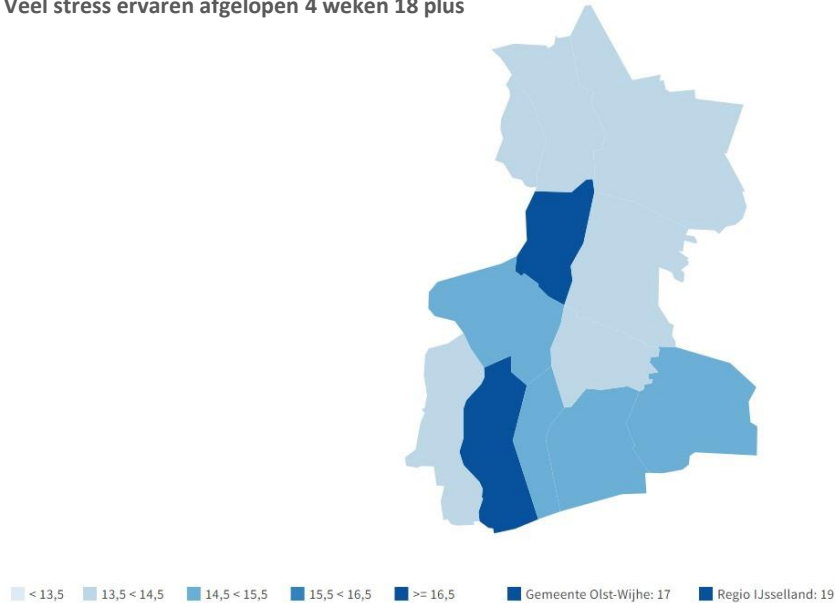 Veel stress ervaren afgelopen 4 weken 18 plus
< 13,5 13,5 < 14,5 14,5 < 15,5 15,5 < 16,5 >= 16,5 Gemeente Olst-Wijhe: 17 Regio IJsselland: 19